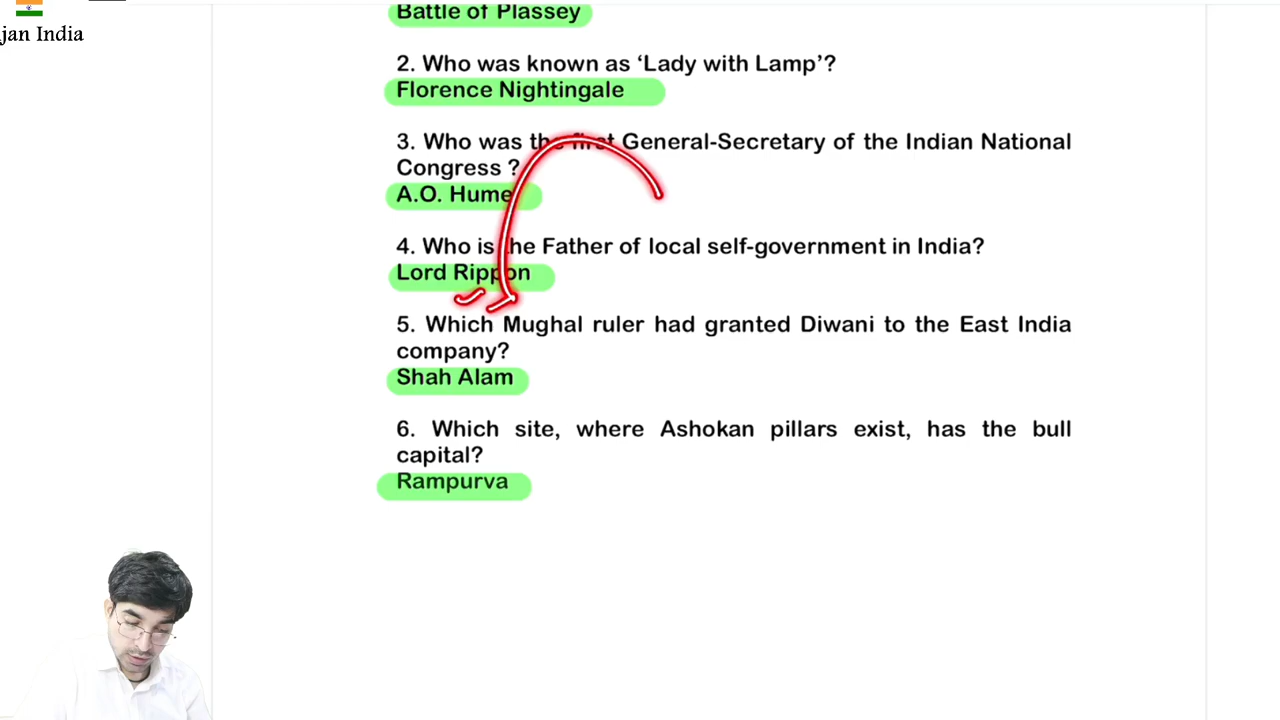 jan India
Battle of Plassey
2. Who was known as ‘Lady with Lamp’?
Florence Nightingale
3. Who was the first General-Secretary of the Indian National
Congress ?
A.O. Hume
4. Who is the Father of local self-government in India?
Lord Rippon
5. Which Mughal ruler had granted Diwani to the East India
company?
Shah Alam
6. Which site, where Ashokan pillars exist, has the bull
capital?
Rampurva